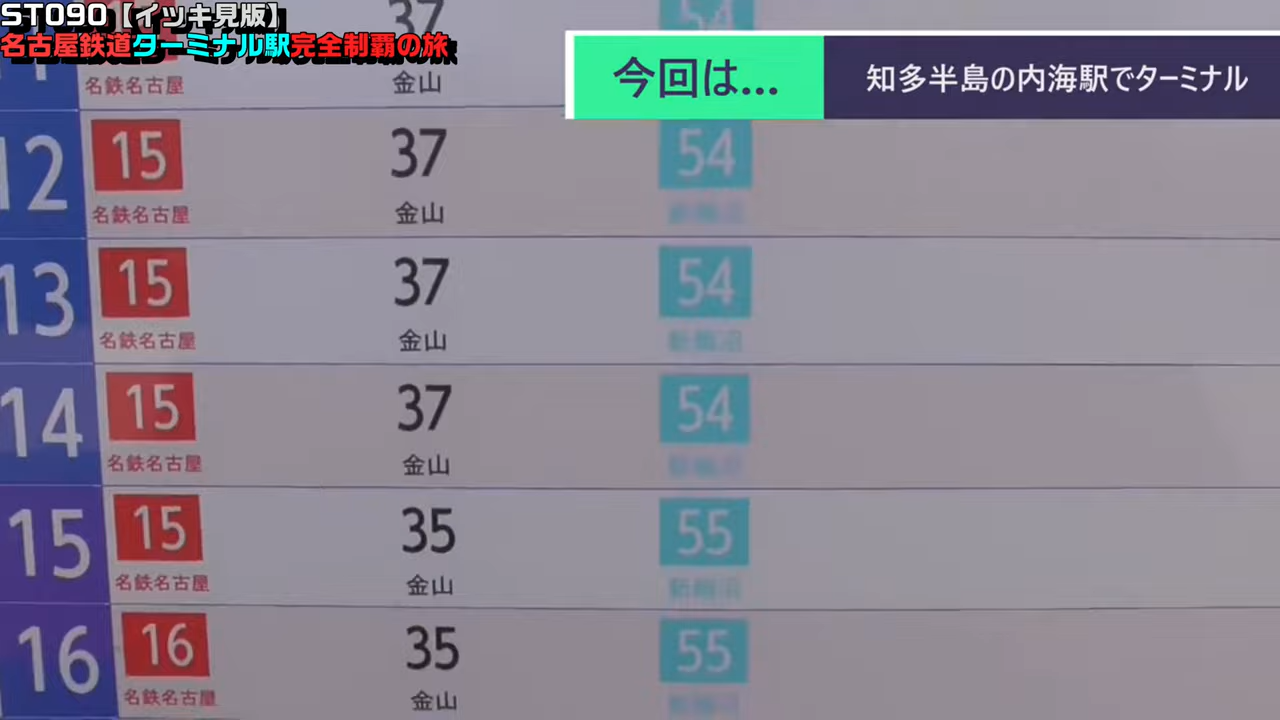 ST090【イッキ見版】
名古屋鉄道ターミナル駅完全制覇の旅
今回は…
知多半島の内海駅でターミナル
37 54
名鉄名古屋 金山
12 15 37 54
名鉄名古屋 金山
13 15 37 54
名鉄名古屋 金山
14 15 37 54
名鉄名古屋 金山
15 15 35 55
名鉄名古屋 金山
16 16 35 55
名鉄名古屋 金山